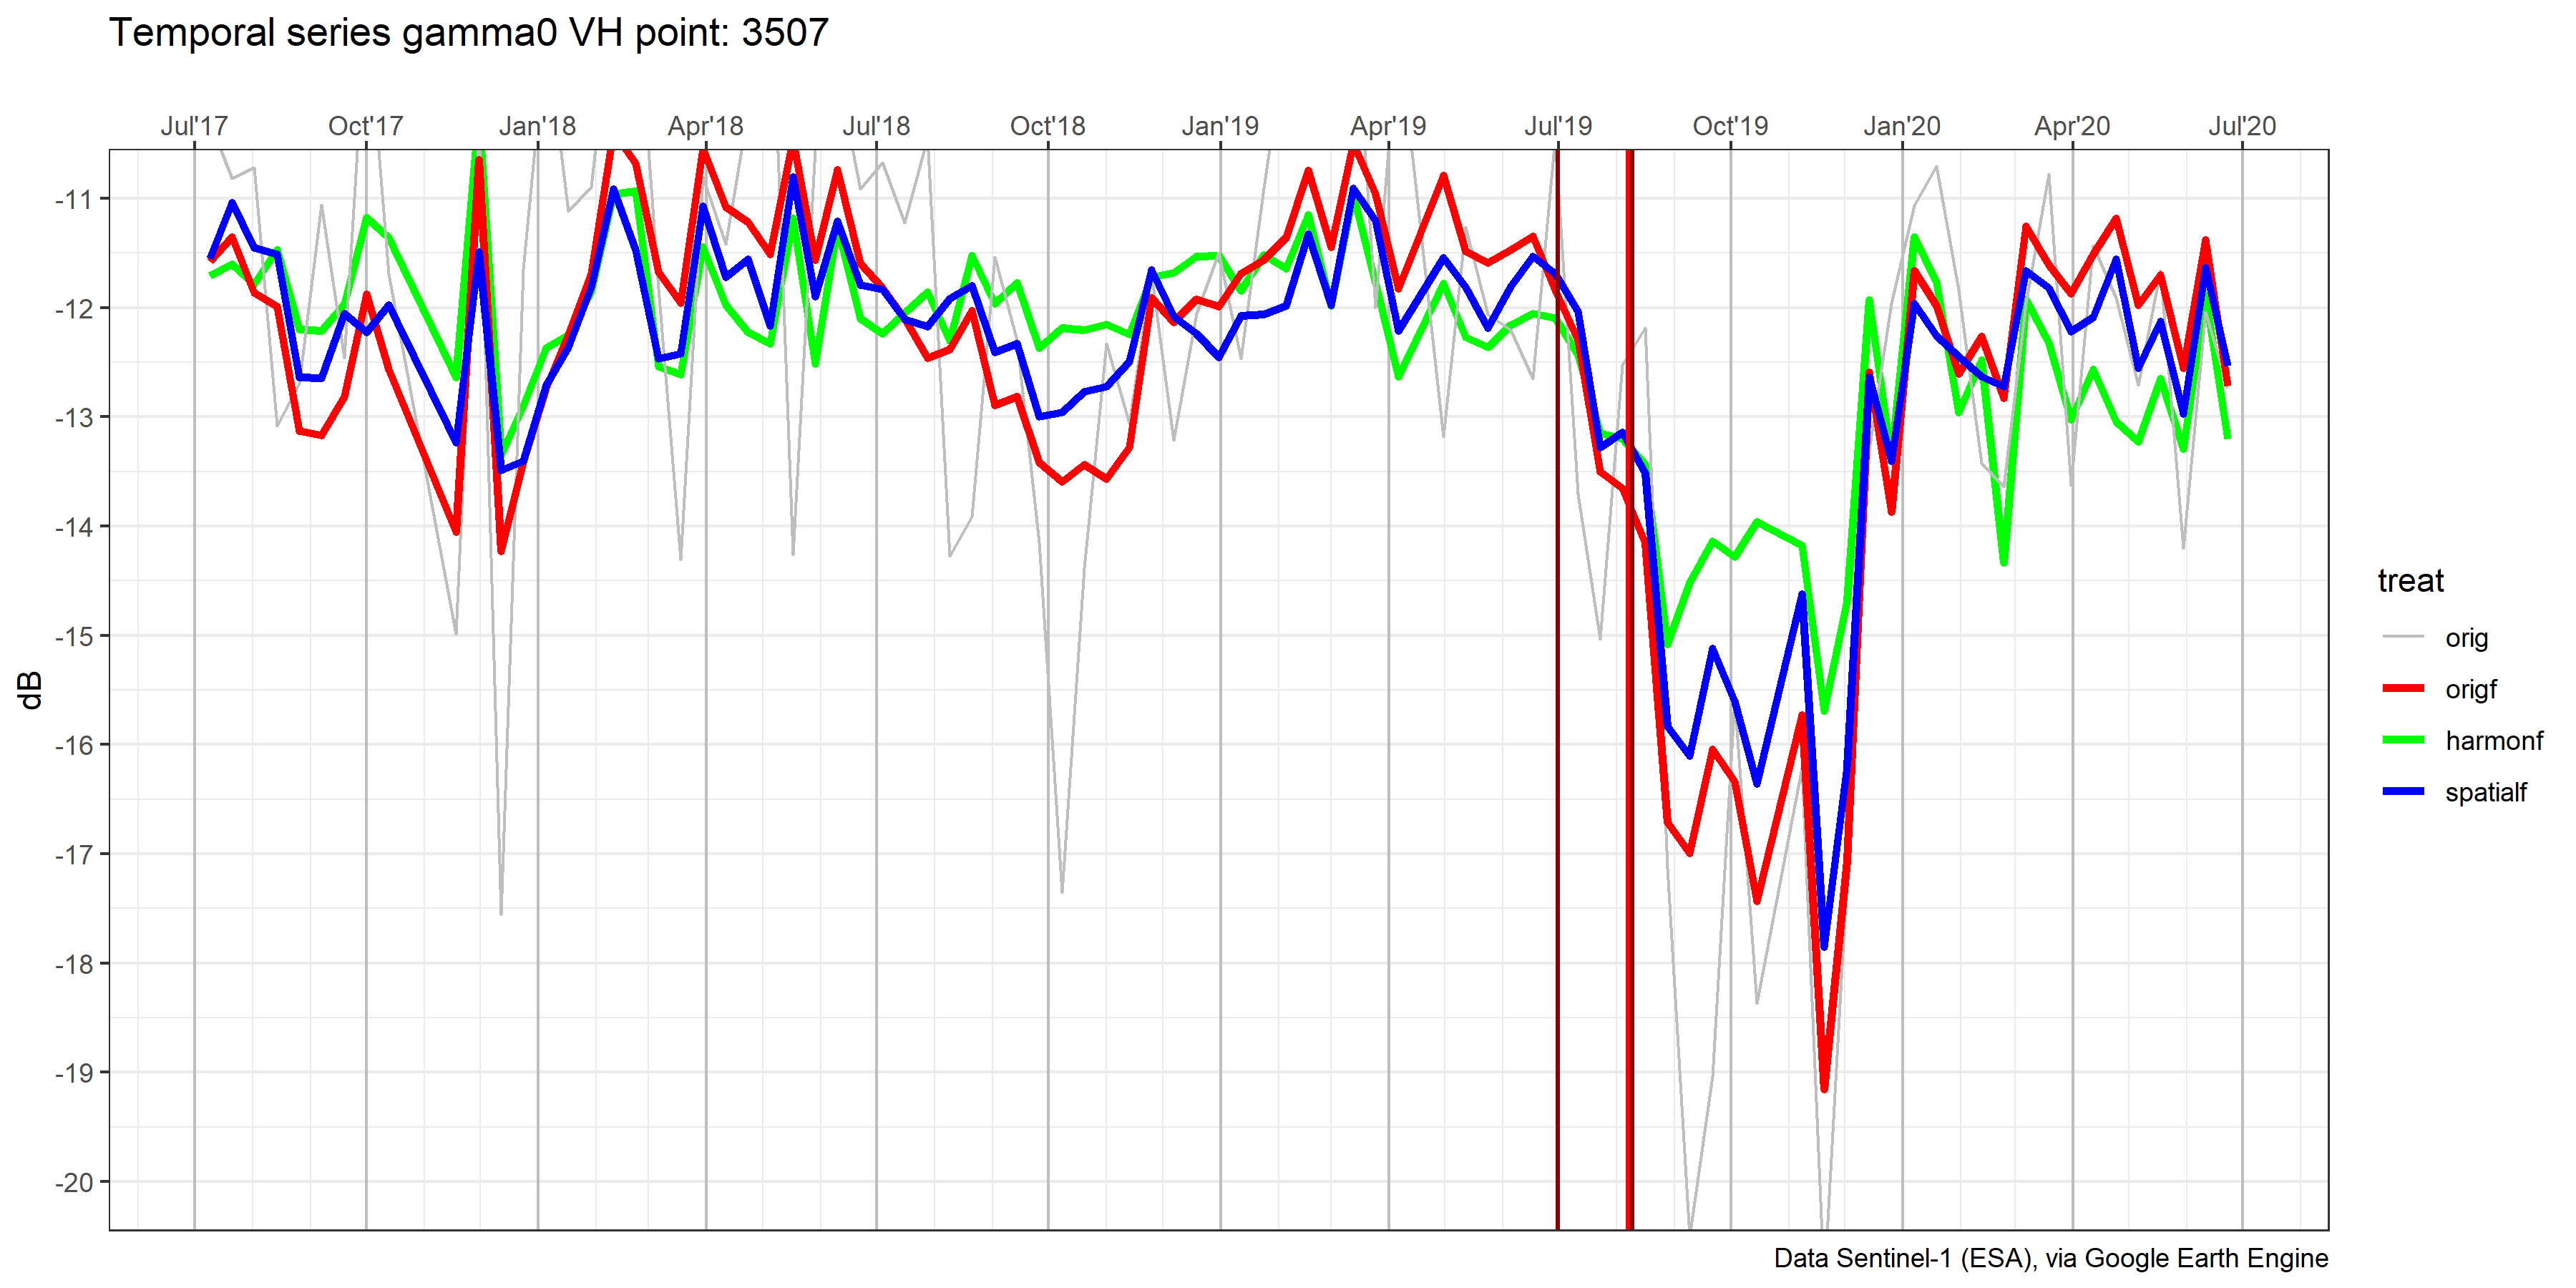 Temporal series gamma0 VH point: 3507
Jul'17 Oct'17 Jan'18 Apr'18 Jul'18 Oct'18 Jan'19 Apr'19 Jul'19 Oct'19 Jan'20 Apr'20 Jul'20
-11
-12
-13
-14
-15
-16
-17
-18
-19
-20
dB
treat
orig
origf
harmonf
spatialf
Data Sentinel-1 (ESA), via Google Earth Engine